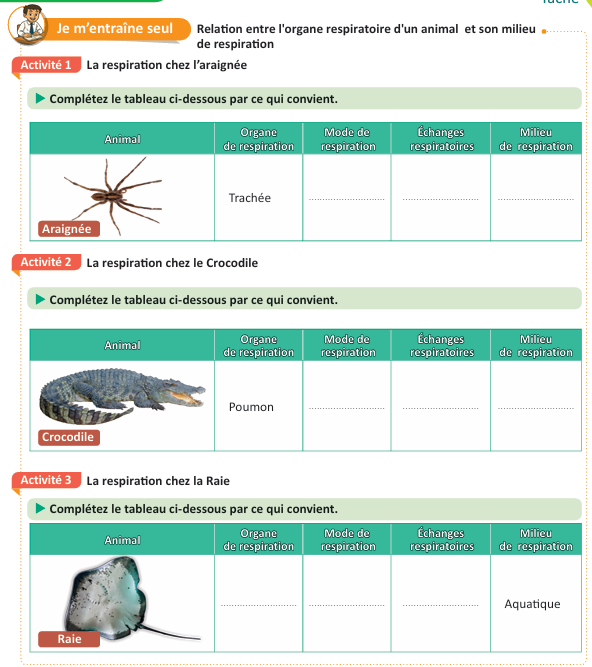 Tâche
Je m'entraîne seul
Relation entre l'organe respiratoire d'un animal et son milieu
de respiration
Activité 1 La respiration chez l'araignée
Complétez le tableau ci-dessous par ce qui convient.
Animal Organe de respiration Mode de respiration Échanges respiratoires Milieu de respiration
Trachée ........................ ........................ ........................
Araignée
Activité 2 La respiration chez le Crocodile
Complétez le tableau ci-dessous par ce qui convient.
Animal Organe de respiration Mode de respiration Échanges respiratoires Milieu de respiration
Poumon ........................ ........................ ........................
Crocodile
Activité 3 La respiration chez la Raie
Complétez le tableau ci-dessous par ce qui convient.
Animal Organe de respiration Mode de respiration Échanges respiratoires Milieu de respiration
........................ ........................ ........................ Aquatique
Raie